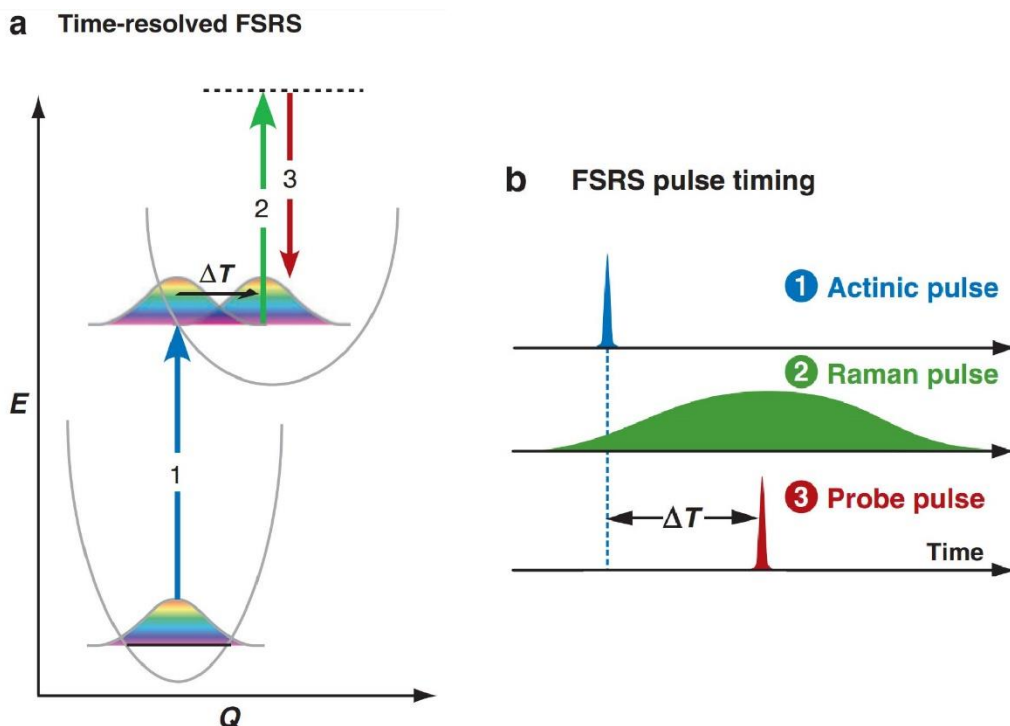 a Time-resolved FSRS
3
2
ΔT
E
1
Q
b FSRS pulse timing
1 Actinic pulse
2 Raman pulse
3 Probe pulse
ΔT
Time